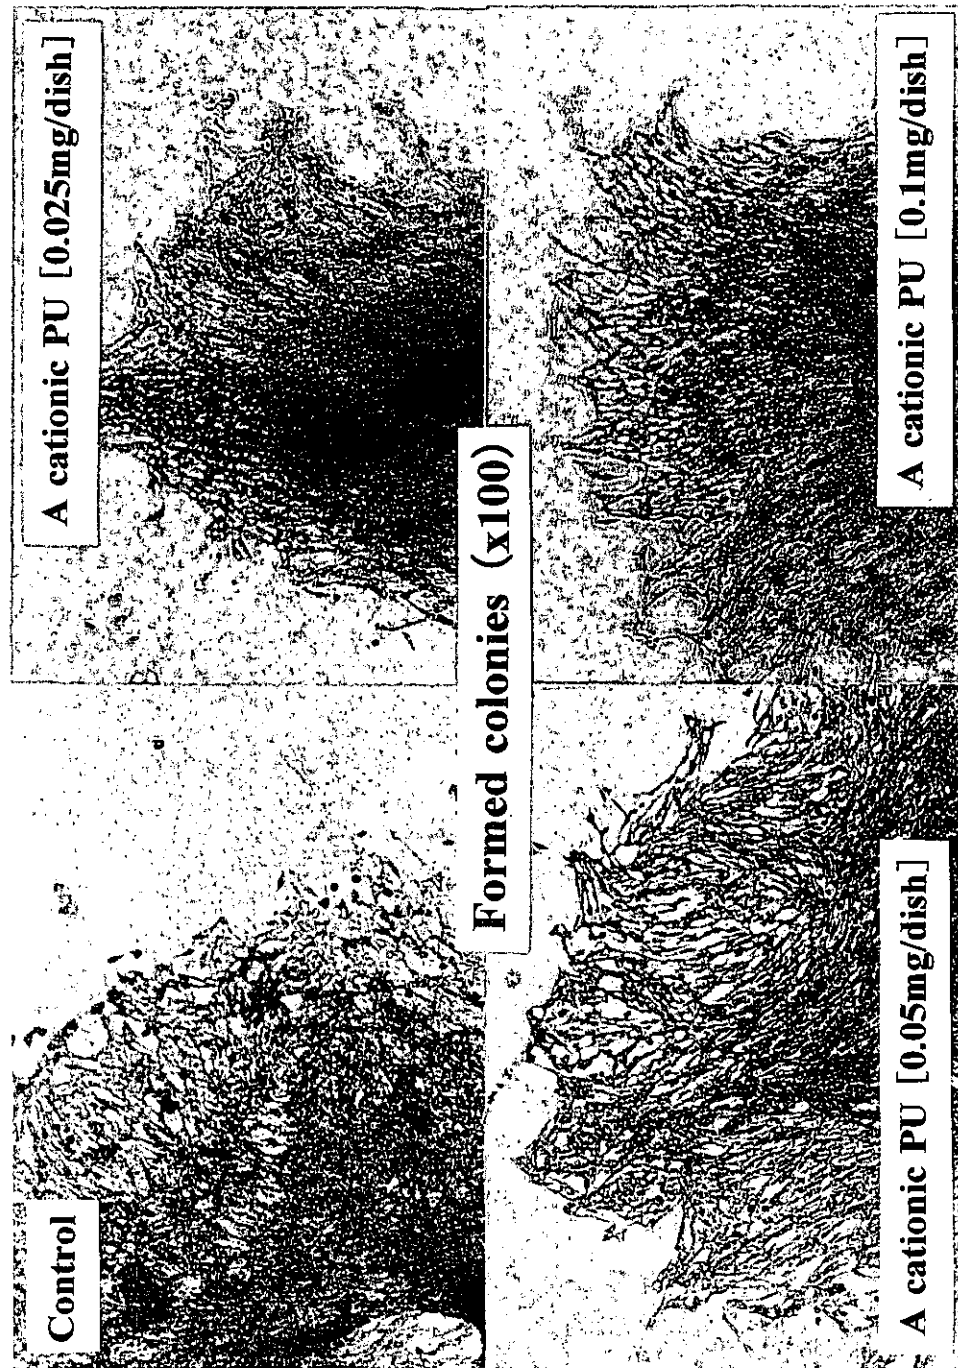 Control
A cationic PU [0.025mg/dish]
Formed colonies (x100)
A cationic PU [0.05mg/dish]
A cationic PU [0.1mg/dish]